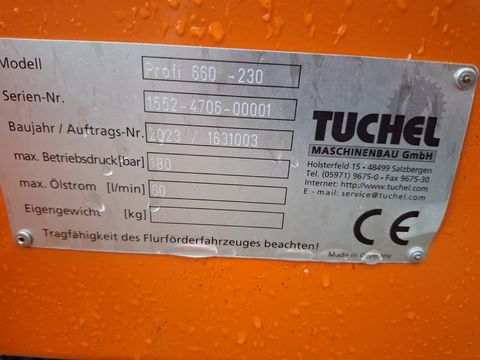 Modell Profi 660 -230
Serien-Nr. 1552-4706-00001
Baujahr / Auftrags-Nr. 2023 / 1631003
max. Betriebsdruck [bar] 180
max. Ölstrom [l/min] 60
Eigengewicht [kg]
Tragfähigkeit des Flurförderfahrzeuges beachten!
TUCHEL
MASCHINENBAU GmbH
Holsterfeld 15 • 48499 Salzbergen
Tel. (05971) 9675-0 • Fax 9675-30
Internet: http://www.tuchel.com
E - mail: service@tuchel.com
CE
Made in Germany